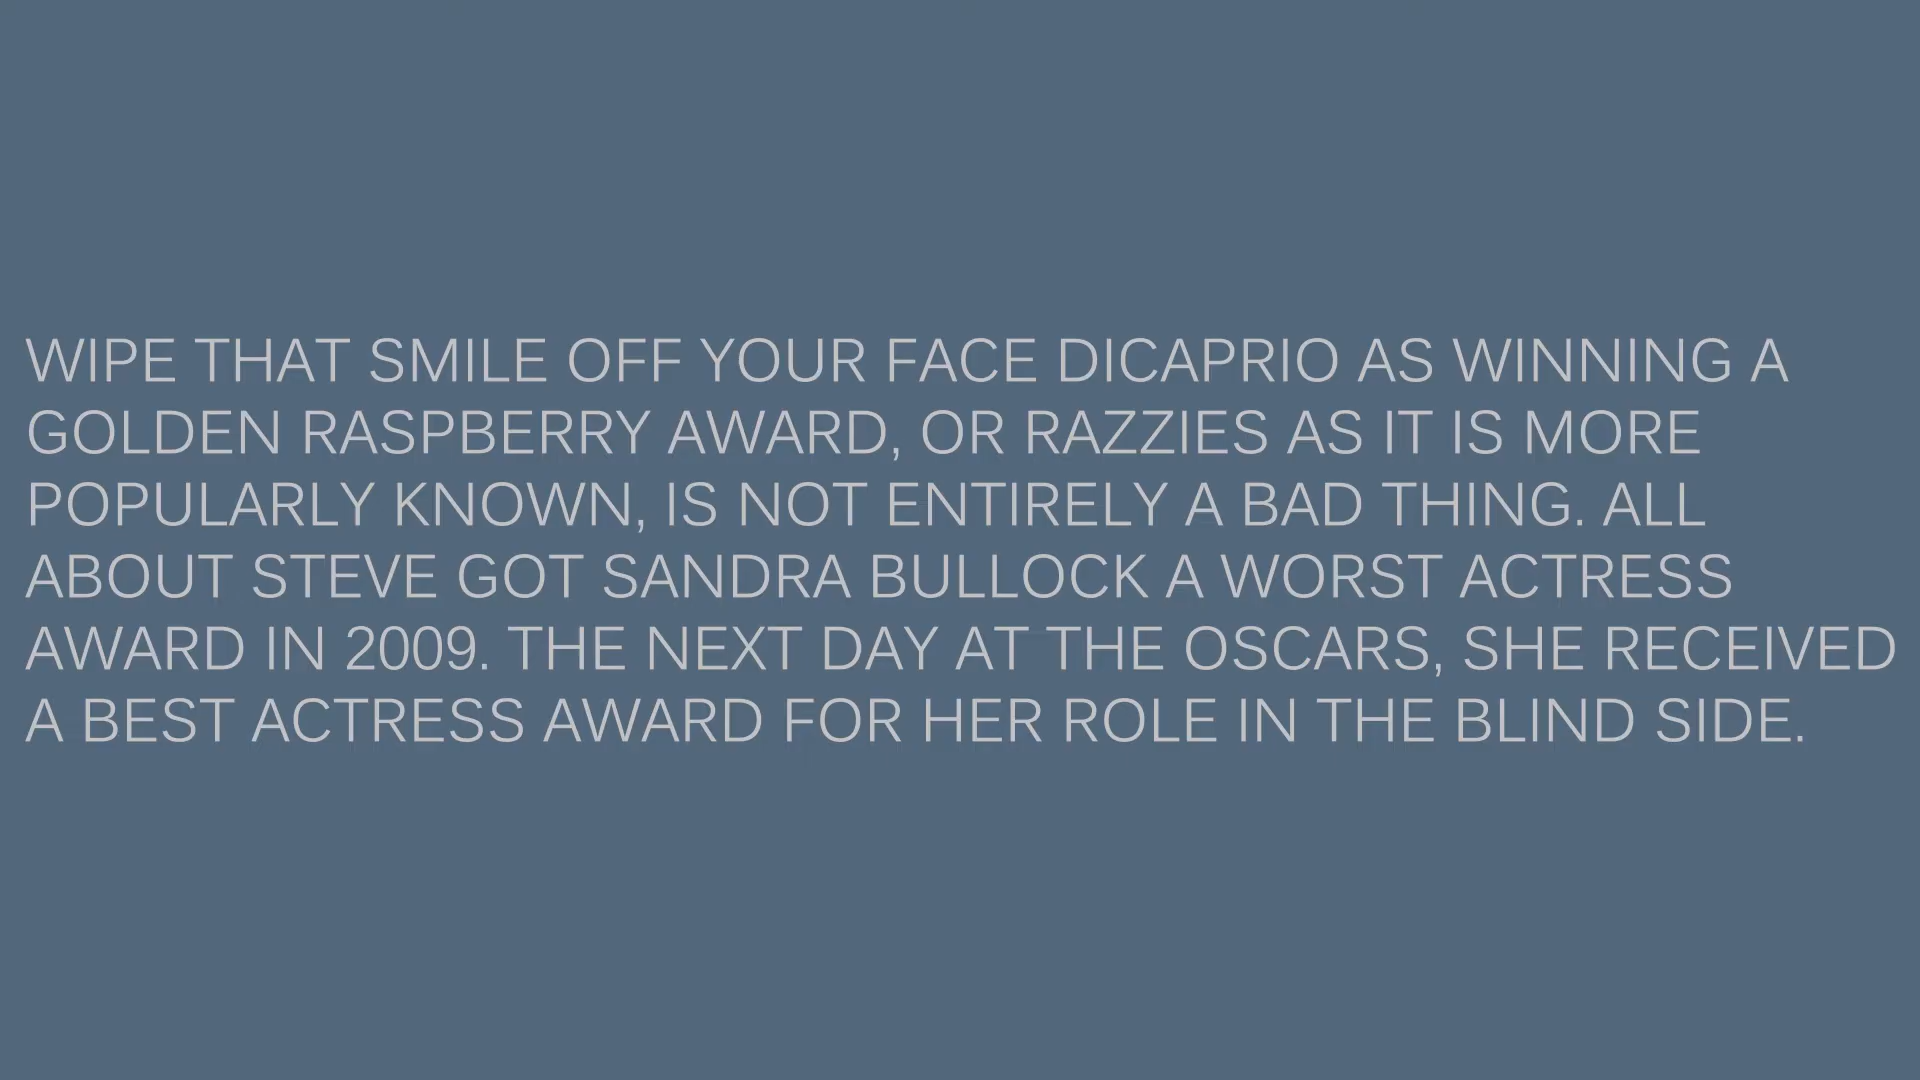 WIPE THAT SMILE OFF YOUR FACE DICAPRIO AS WINNING A
GOLDEN RASPBERRY AWARD, OR RAZZIES AS IT IS MORE
POPULARLY KNOWN, IS NOT ENTIRELY A BAD THING. ALL
ABOUT STEVE GOT SANDRA BULLOCK A WORST ACTRESS
AWARD IN 2009. THE NEXT DAY AT THE OSCARS, SHE RECEIVED
A BEST ACTRESS AWARD FOR HER ROLE IN THE BLIND SIDE.